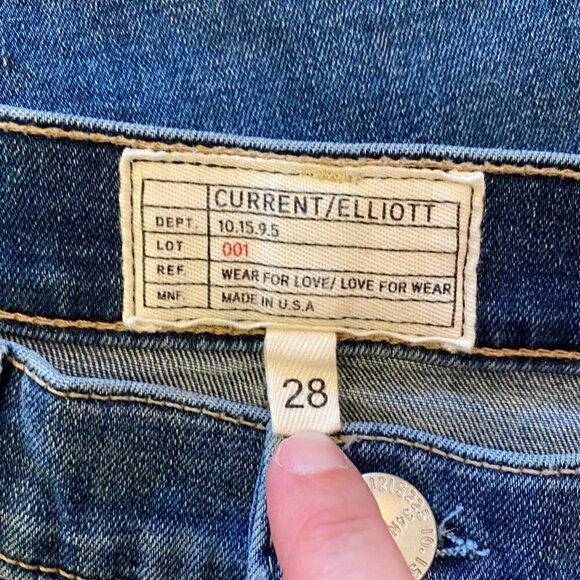 CURRENT/ELLIOTT
DEPT. 10.15.9.5
LOT 001
REF. WEAR FOR LOVE/ LOVE FOR WEAR
MNF. MADE IN U.S.A
28